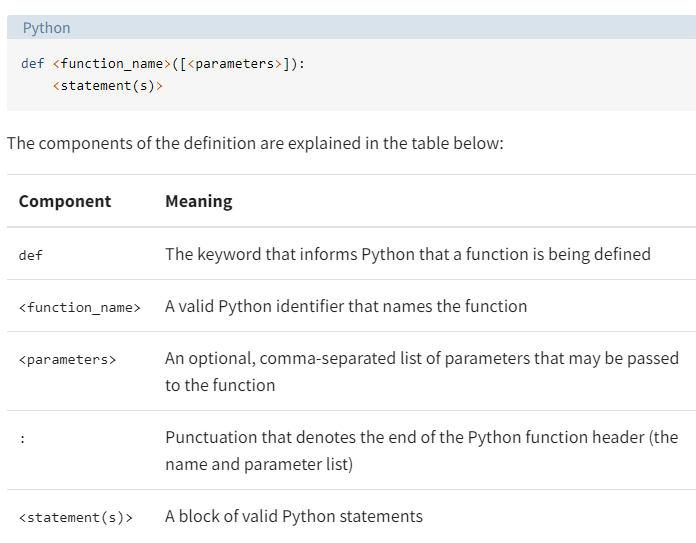 Python
def <function_name>([<parameters>]):
    <statement(s)>
The components of the definition are explained in the table below:
Component Meaning
def The keyword that informs Python that a function is being defined
<function_name> A valid Python identifier that names the function
<parameters> An optional, comma-separated list of parameters that may be passed
to the function
: Punctuation that denotes the end of the Python function header (the
name and parameter list)
<statement(s)> A block of valid Python statements